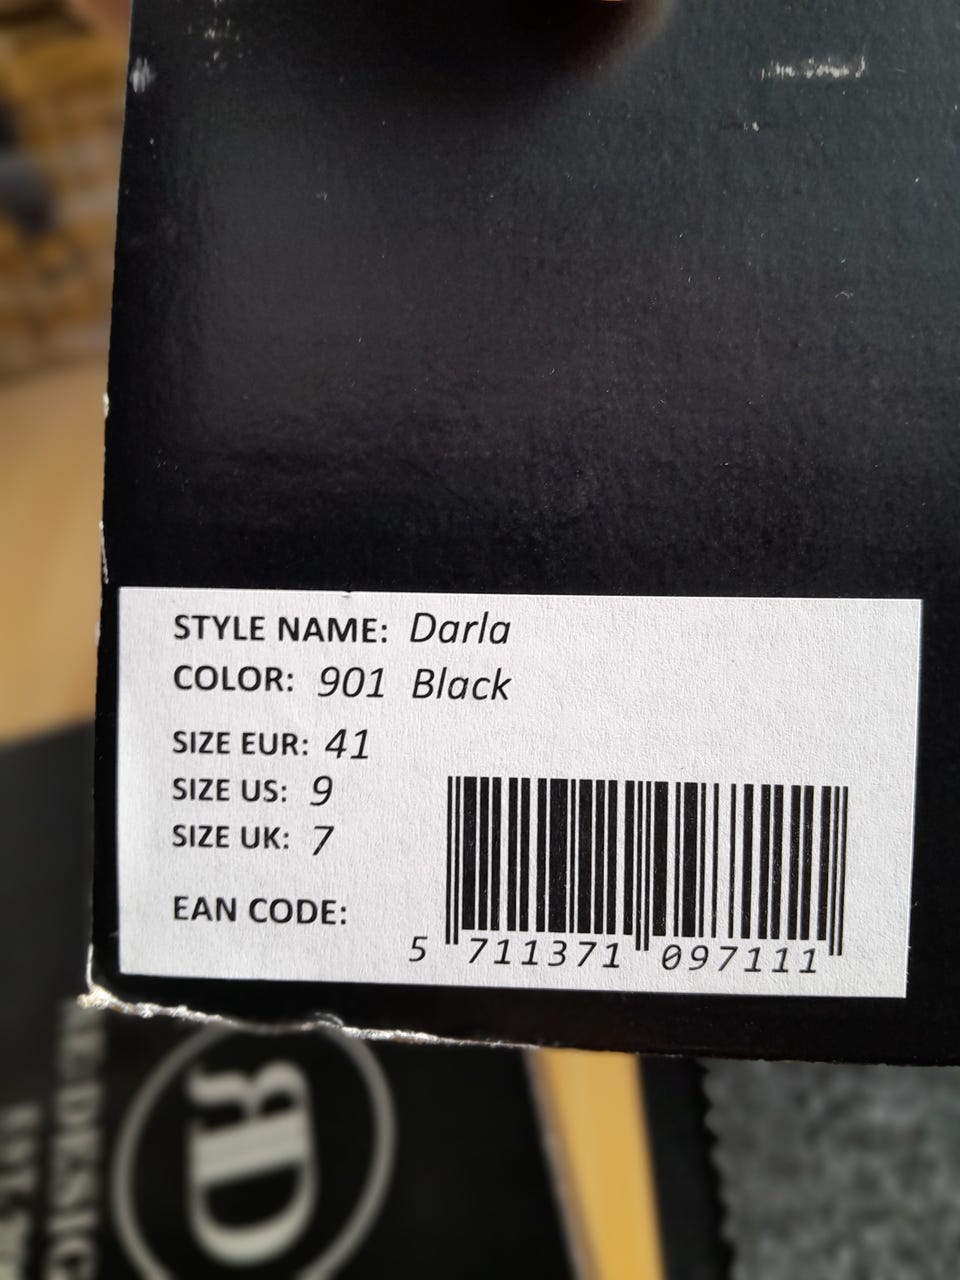 STYLE NAME: Darla
COLOR: 901 Black
SIZE EUR: 41
SIZE US: 9
SIZE UK: 7
EAN CODE:
5 711371 097111